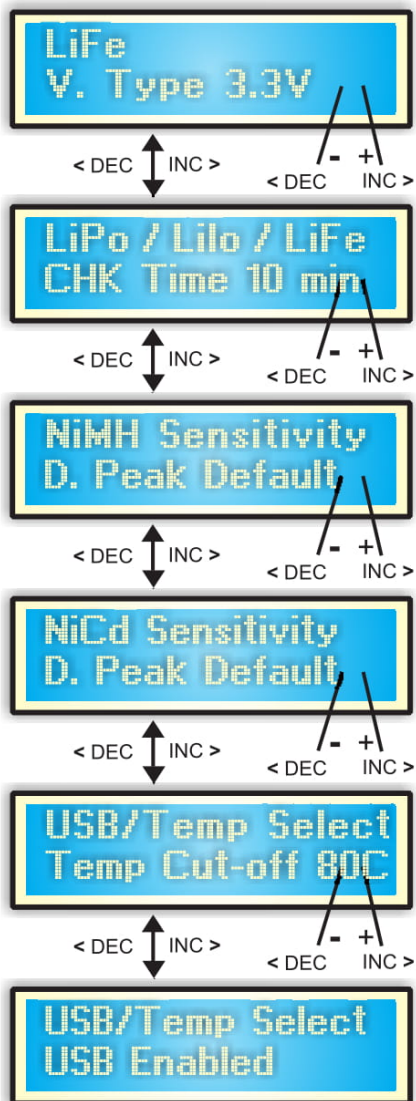 LiFe
V. Type 3.3V
< DEC INC > - +
< DEC INC >
LiPo / LiIo / LiFe
CHK Time 10 min
< DEC INC > - +
< DEC INC >
NiMH Sensitivity
D. Peak Default
< DEC INC > - +
< DEC INC >
NiCd Sensitivity
D. Peak Default
< DEC INC > - +
< DEC INC >
USB/Temp Select
Temp Cut-off 80C
< DEC INC > - +
< DEC INC >
USB/Temp Select
USB Enabled